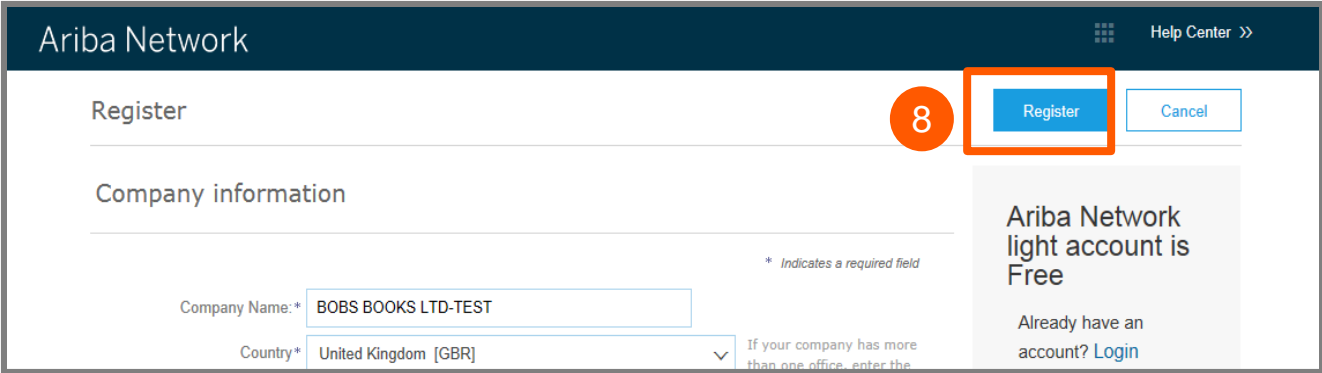 Ariba Network
Help Center »
Register
8
Register
Cancel
Company information
* Indicates a required field
Company Name:* BOBS BOOKS LTD-TEST
Country* United Kingdom [GBR]
If your company has more
than one office, enter the
Ariba Network
light account is
Free
Already have an
account? Login